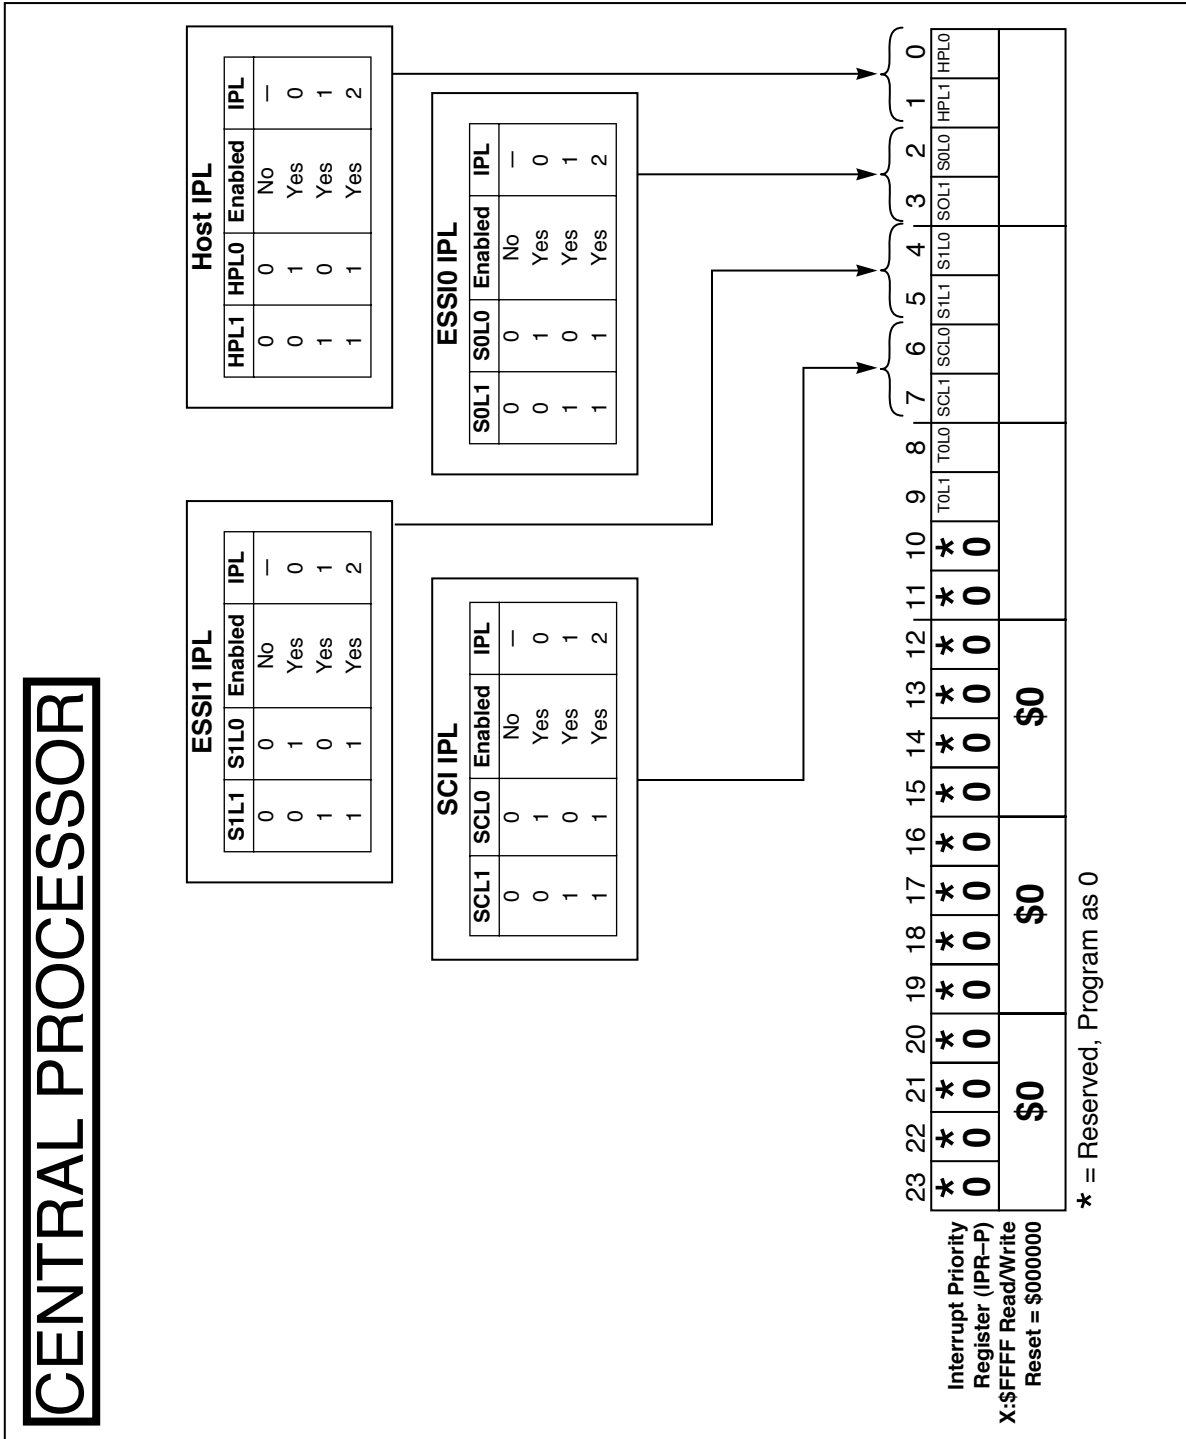 CENTRAL PROCESSOR
ESSI1 IPL
S1L1 S1L0 Enabled IPL
0 0 No —
0 1 Yes 0
1 0 Yes 1
1 1 Yes 2
Host IPL
HPL1 HPL0 Enabled IPL
0 0 No —
0 1 Yes 0
1 0 Yes 1
1 1 Yes 2
SCI IPL
SCL1 SCL0 Enabled IPL
0 0 No —
0 1 Yes 0
1 0 Yes 1
1 1 Yes 2
ESSI0 IPL
S0L1 S0L0 Enabled IPL
0 0 No —
0 1 Yes 0
1 0 Yes 1
1 1 Yes 2
23 22 21 20 19 18 17 16 15 14 13 12 11 10 9 8 7 6 5 4 3 2 1 0
* * * * * * * * * * * * * * T0L1 T0L0 SCL1 SCL0 S1L1 S1L0 SOL1 S0L0 HPL1 HPL0
0 0 0 0 0 0 0 0 0 0 0 0 0 0
$0 $0 $0
Interrupt Priority
Register (IPR–P)
X:$FFFF Read/Write
Reset = $000000
* = Reserved, Program as 0